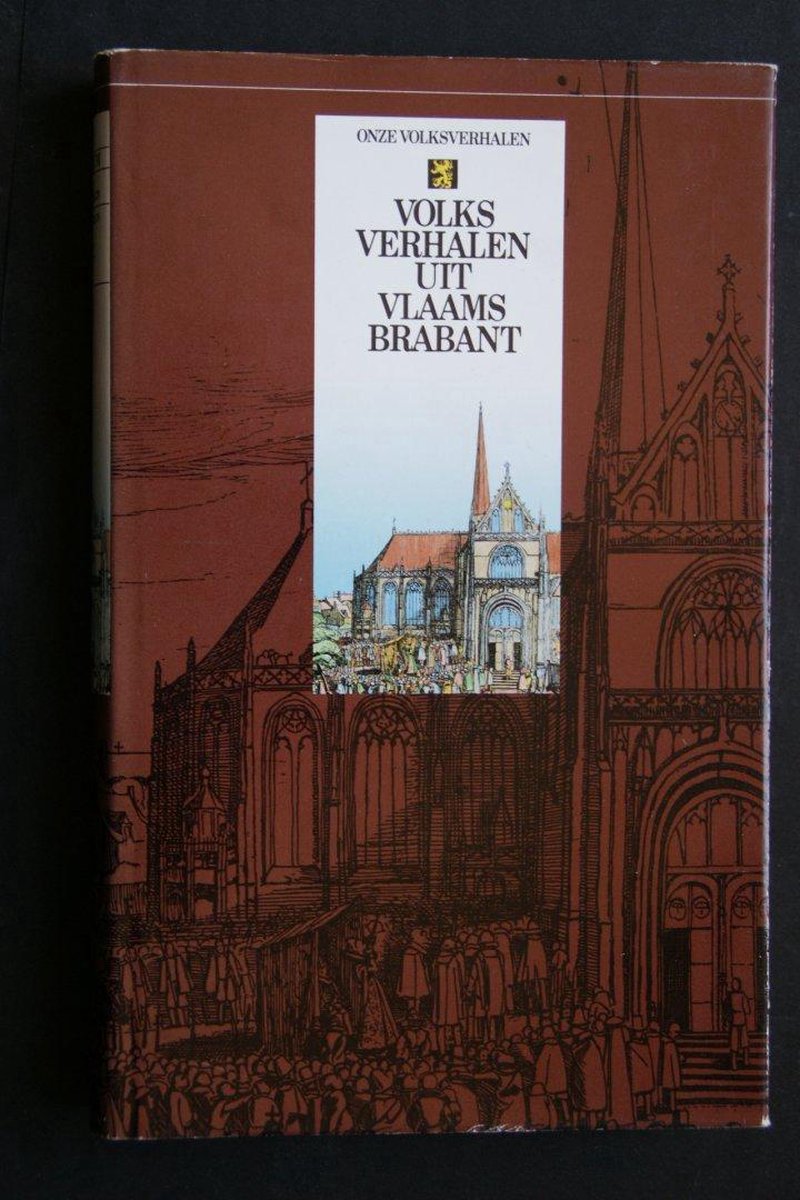 ONZE VOLKSVERHALEN
VOLKS
VERHALEN
UIT
VLAAMS
BRABANT